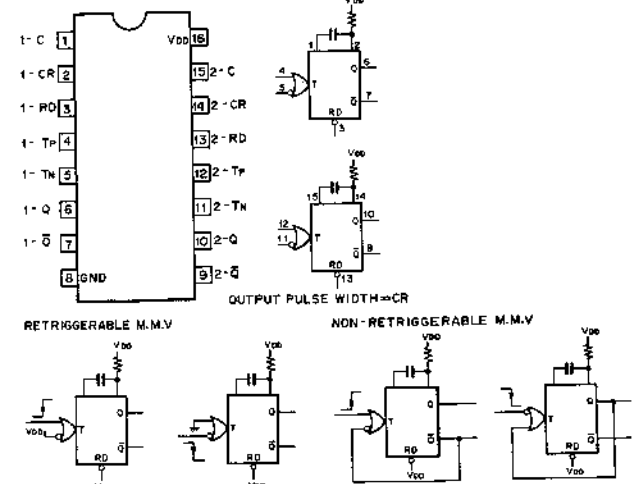 1-C 1
1-CR 2
1-RD 3
1-TP 4
1-TN 5
1-Q 6
1-Q̅ 7
8 GND
VDD 16
15 2-C
14 2-CR
13 2-RD
12 2-TP
11 2-TN
10 2-Q
9 2-Q̅
VDD
1 2
4 T Q 6
5 Q̅ 7
RD
3
VDD
15 14
12 T Q 10
11 Q̅ 9
RD
13
OUTPUT PULSE WIDTH=CR
RETRIGGERABLE M.M.V
NON-RETRIGGERABLE M.M.V
VDD
T Q
VDD Q̅
RD
VDD
T Q
Q̅
RD
VDD
T Q
Q̅
RD
VDD
VDD
T Q
Q̅
RD
VDD